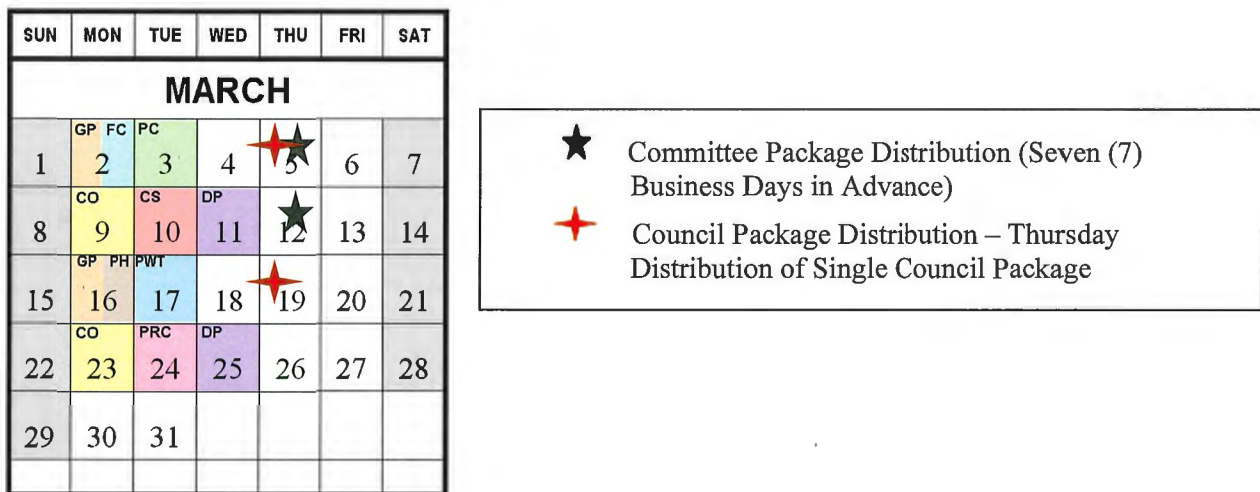 SUN MON TUE WED THU FRI SAT
MARCH
GP FC PC
1 2 3 4 5 6 7
CO CS DP
8 9 10 11 12 13 14
GP PH PWT
15 16 17 18 19 20 21
CO PRC DP
22 23 24 25 26 27 28
29 30 31
Committee Package Distribution (Seven (7)
Business Days in Advance)
Council Package Distribution – Thursday
Distribution of Single Council Package